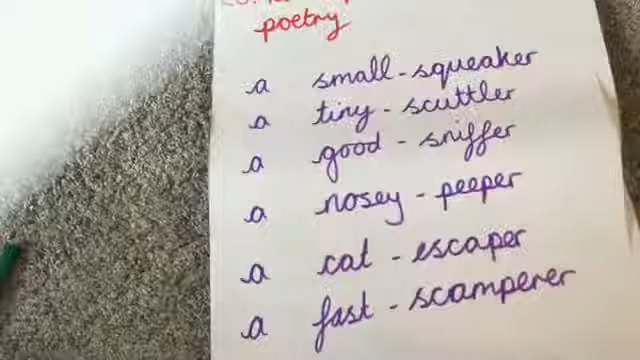 poetry
a small-squeaker
a tiny-scuttler
a good-sniffer
a nosey-peeper
a cat-escaper
a fast-scamperer